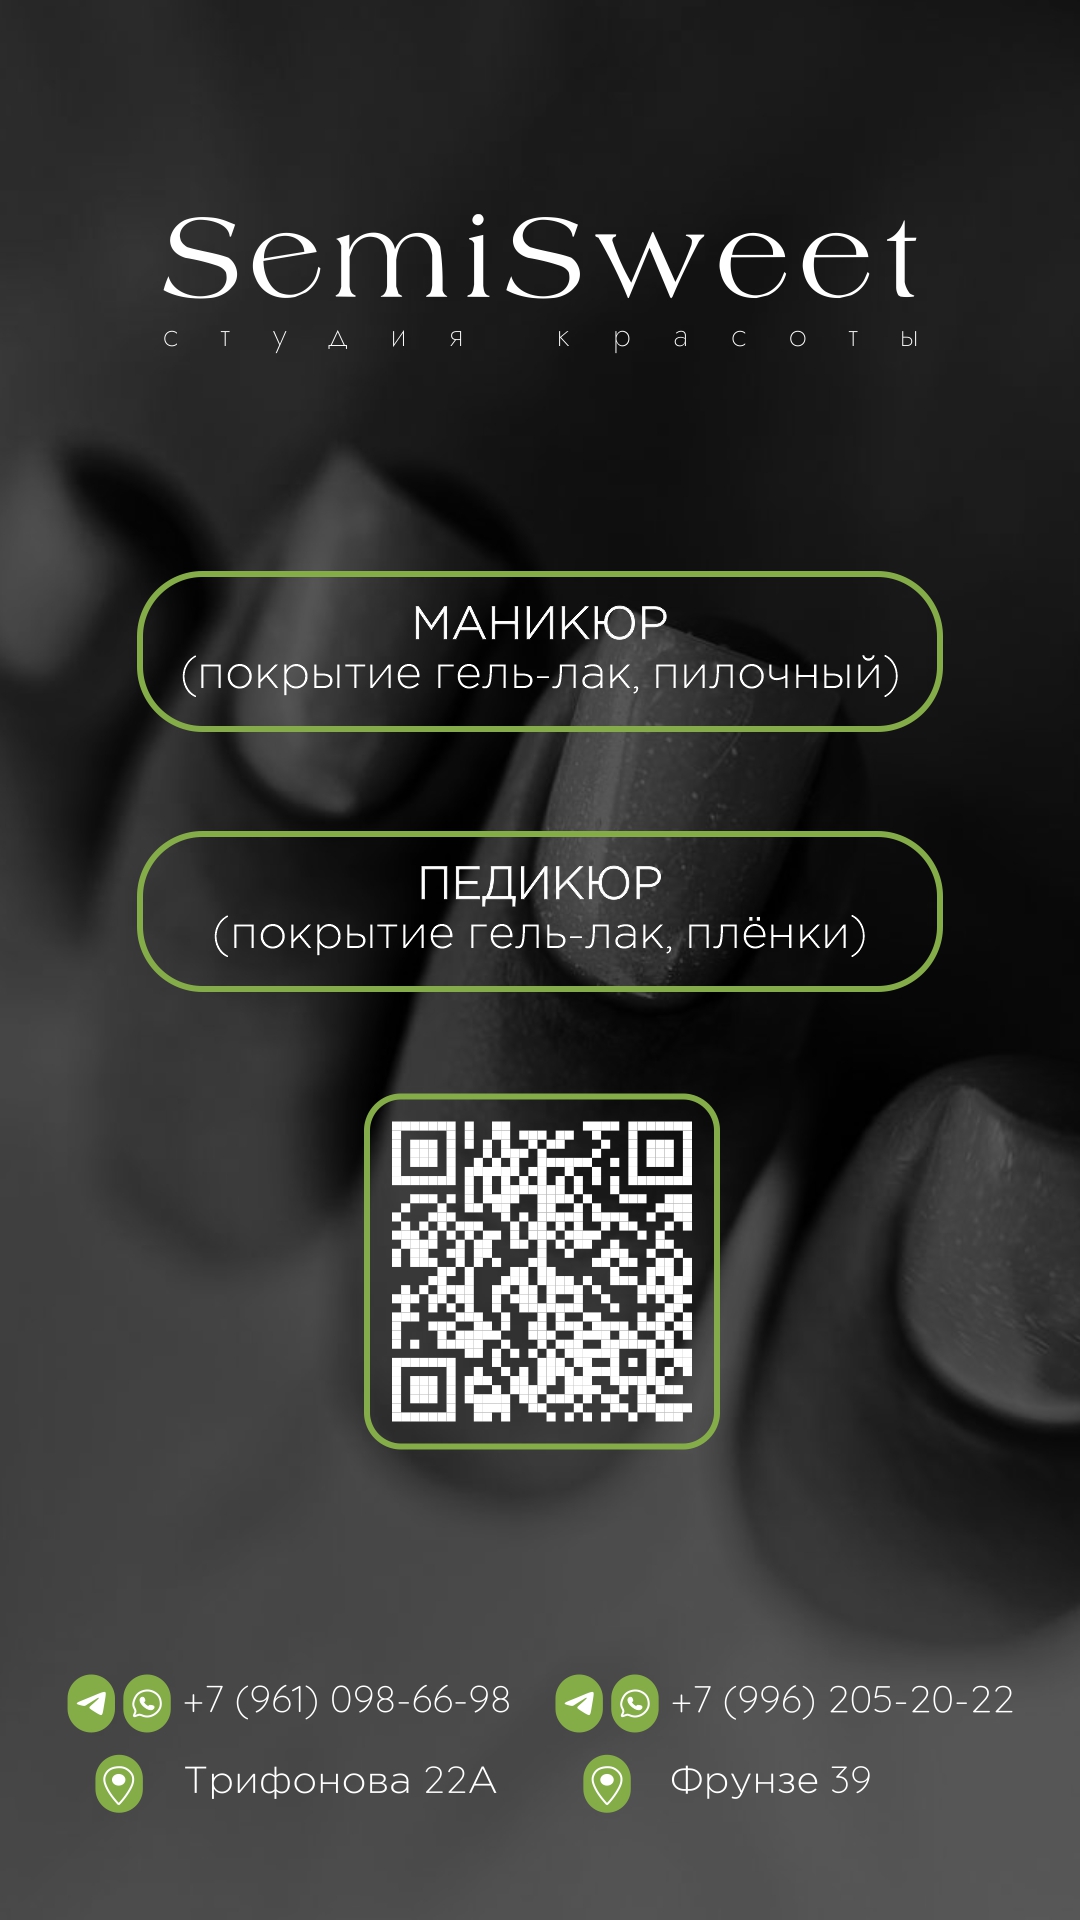 SemiSweet
студия красоты
МАНИКЮР
(покрытие гель-лак, пилочный)
ПЕДИКЮР
(покрытие гель-лак, плёнки)
+7 (961) 098-66-98
Трифонова 22А
+7 (996) 205-20-22
Фрунзе 39